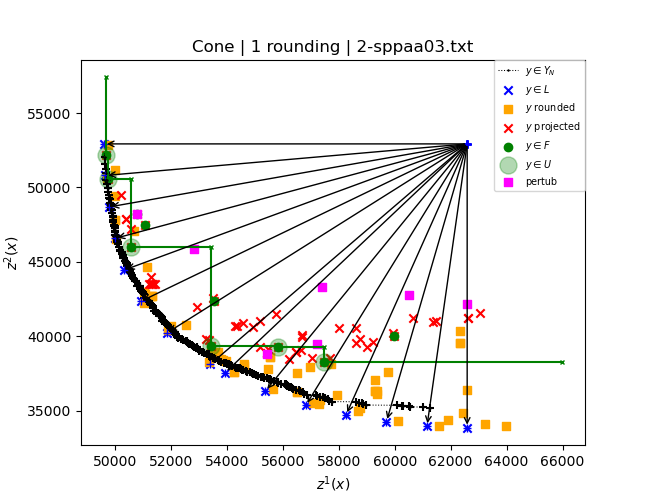 Cone | 1 rounding | 2-sppaa03.txt
z²(x)
55000
50000
45000
40000
35000
50000 52000 54000 56000 58000 60000 62000 64000 66000
z¹(x)
y ∈ Y_N
y ∈ L
y rounded
y projected
y ∈ F
y ∈ U
pertub